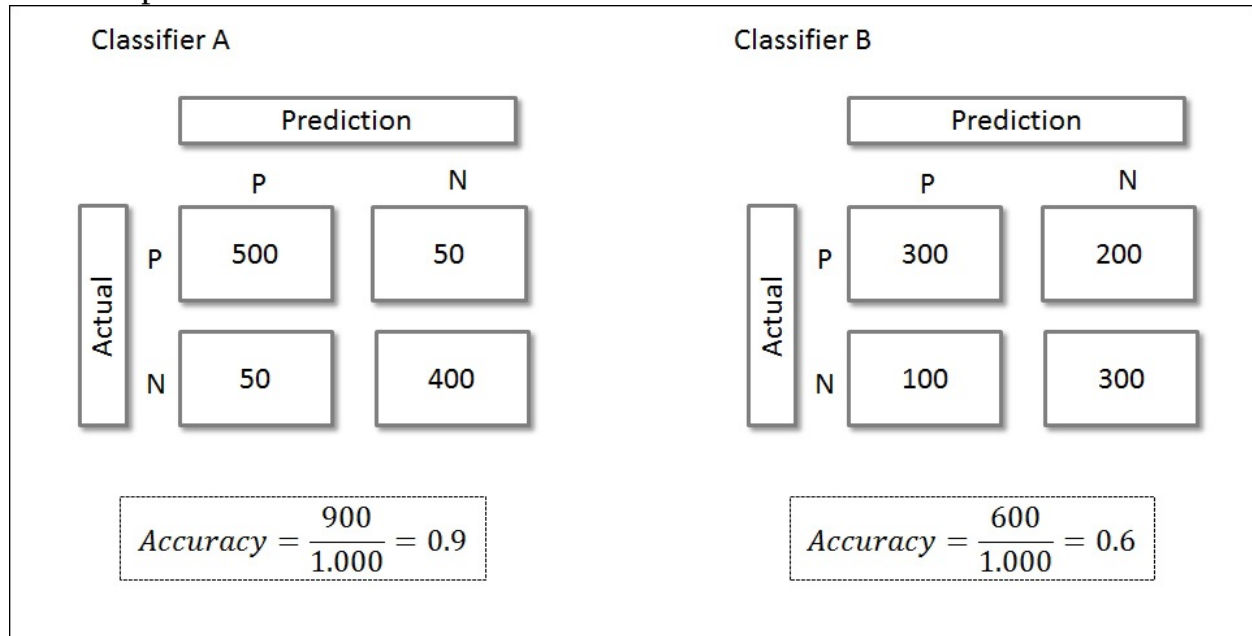 Classifier A
Classifier B
Prediction
Prediction
P N
P N
Actual
P 500 50
N 50 400
Actual
P 300 200
N 100 300
Accuracy = 900/1.000 = 0.9
Accuracy = 600/1.000 = 0.6